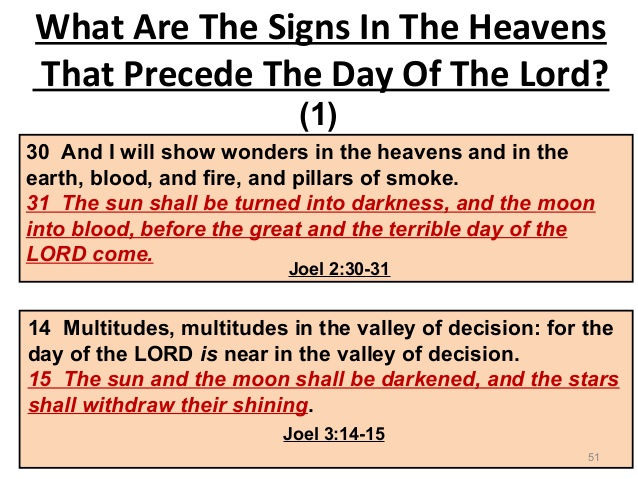 What Are The Signs In The Heavens
That Precede The Day Of The Lord?
(1)
30  And I will show wonders in the heavens and in the
earth, blood, and fire, and pillars of smoke.
31  The sun shall be turned into darkness, and the moon
into blood, before the great and the terrible day of the
LORD come.
Joel 2:30-31
14  Multitudes, multitudes in the valley of decision: for the
day of the LORD is near in the valley of decision.
15  The sun and the moon shall be darkened, and the stars
shall withdraw their shining.
Joel 3:14-15
51